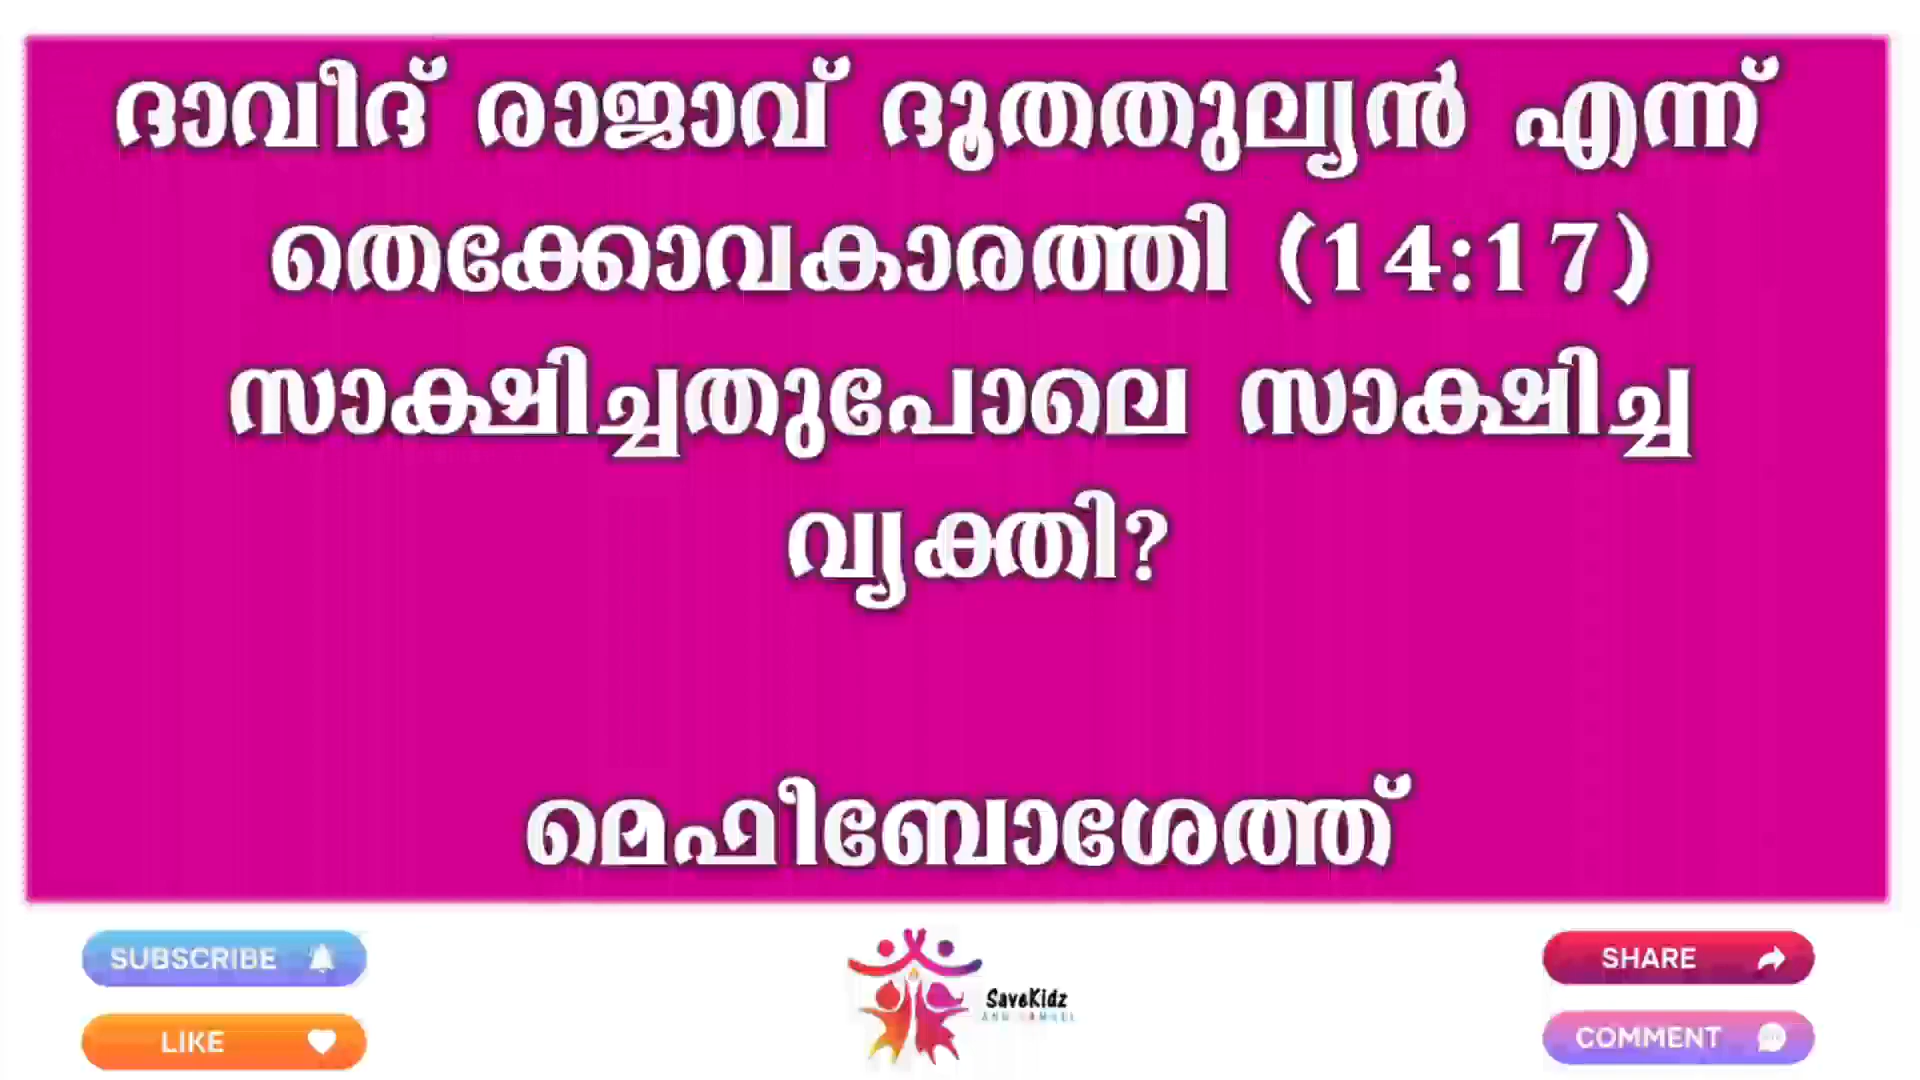 ദാവീദ് രാജാവ് ദൂതതുല്യൻ എന്ന്
തെക്കോവകാരത്തി (14:17)
സാക്ഷിച്ചതുപോലെ സാക്ഷിച്ച
വ്യക്തി?
മെഫീബോശേത്ത്
SUBSCRIBE
LIKE
SaveKidz
SHARE
COMMENT